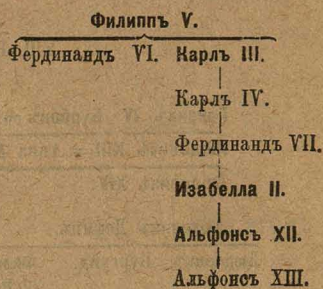 Филиппъ V.
Фердинандъ VI. Карлъ III.
Карлъ IV.
Фердинандъ VII.
Изабелла II.
Альфонсъ XII.
Альфонсъ XIII.